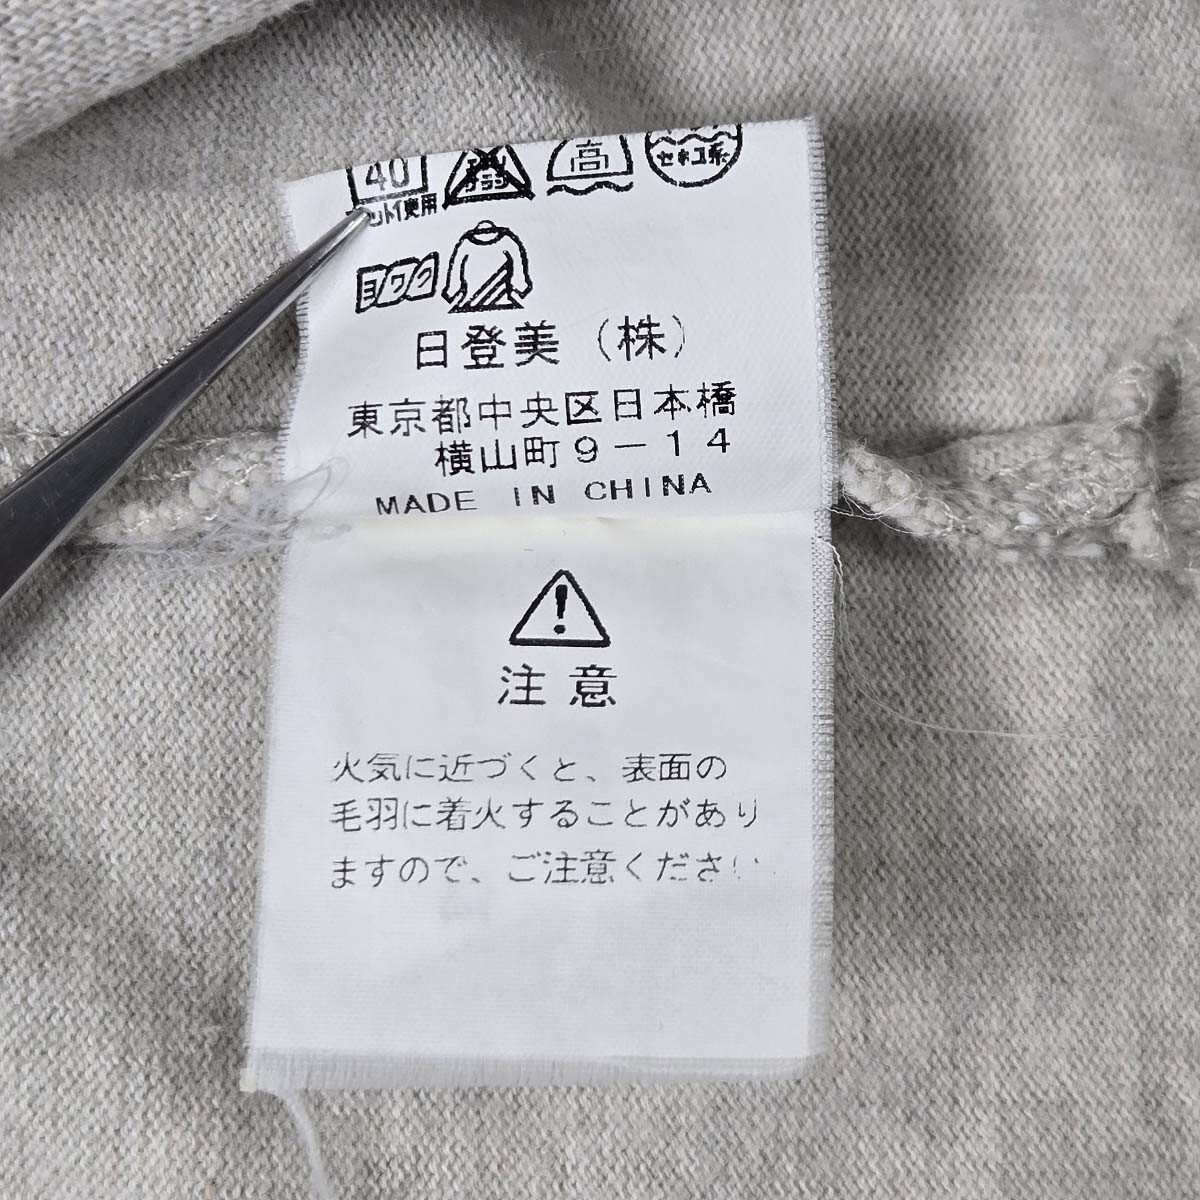 40
ネット使用
高
セキユ系
ヨワク
日登美（株）
東京都中央区日本橋
横山町9－14
MADE IN CHINA
注意
火気に近づくと、表面の
毛羽に着火することがあり
ますので、ご注意ください